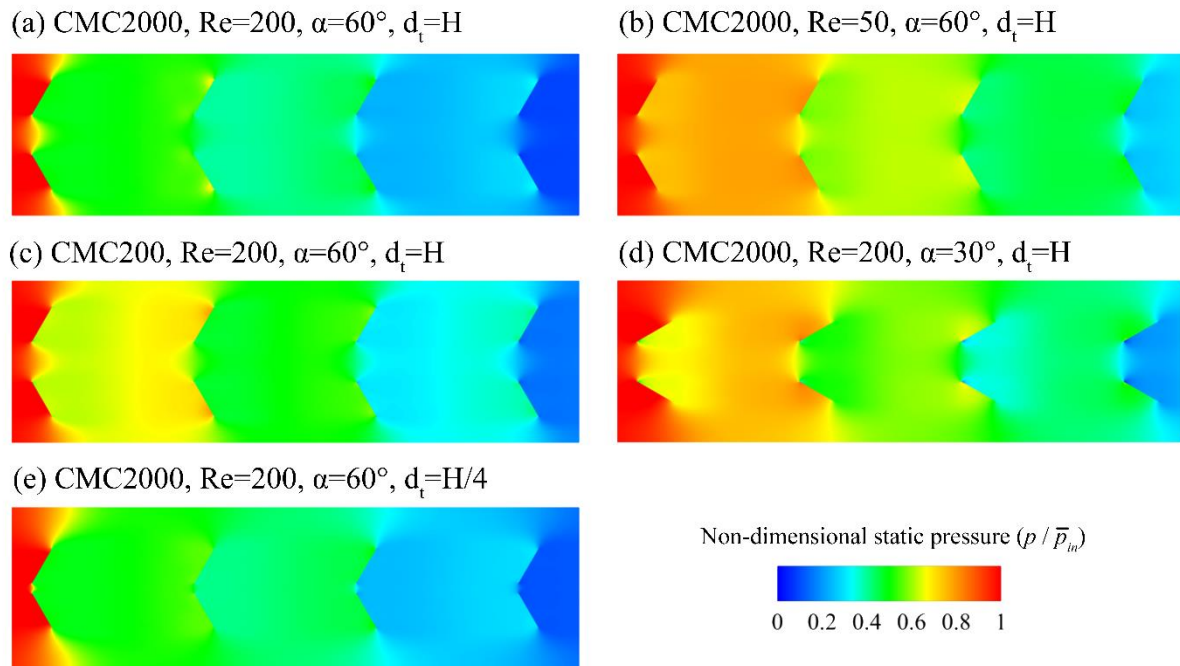 (a) CMC2000, Re=200, α=60°, dₜ=H
(b) CMC2000, Re=50, α=60°, dₜ=H
(c) CMC200, Re=200, α=60°, dₜ=H
(d) CMC2000, Re=200, α=30°, dₜ=H
(e) CMC2000, Re=200, α=60°, dₜ=H/4
Non-dimensional static pressure (p / p̅ᵢₙ)
0 0.2 0.4 0.6 0.8 1